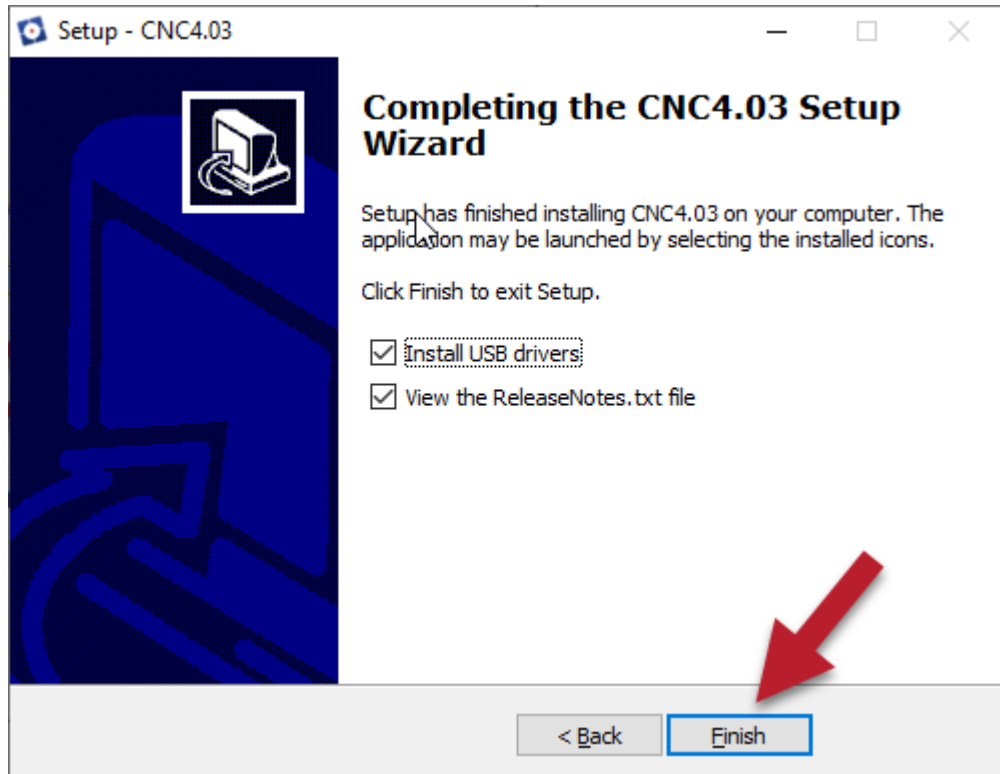 Setup - CNC4.03
Completing the CNC4.03 Setup
Wizard
Setup has finished installing CNC4.03 on your computer. The
application may be launched by selecting the installed icons.
Click Finish to exit Setup.
Install USB drivers
View the ReleaseNotes.txt file
< Back
Finish